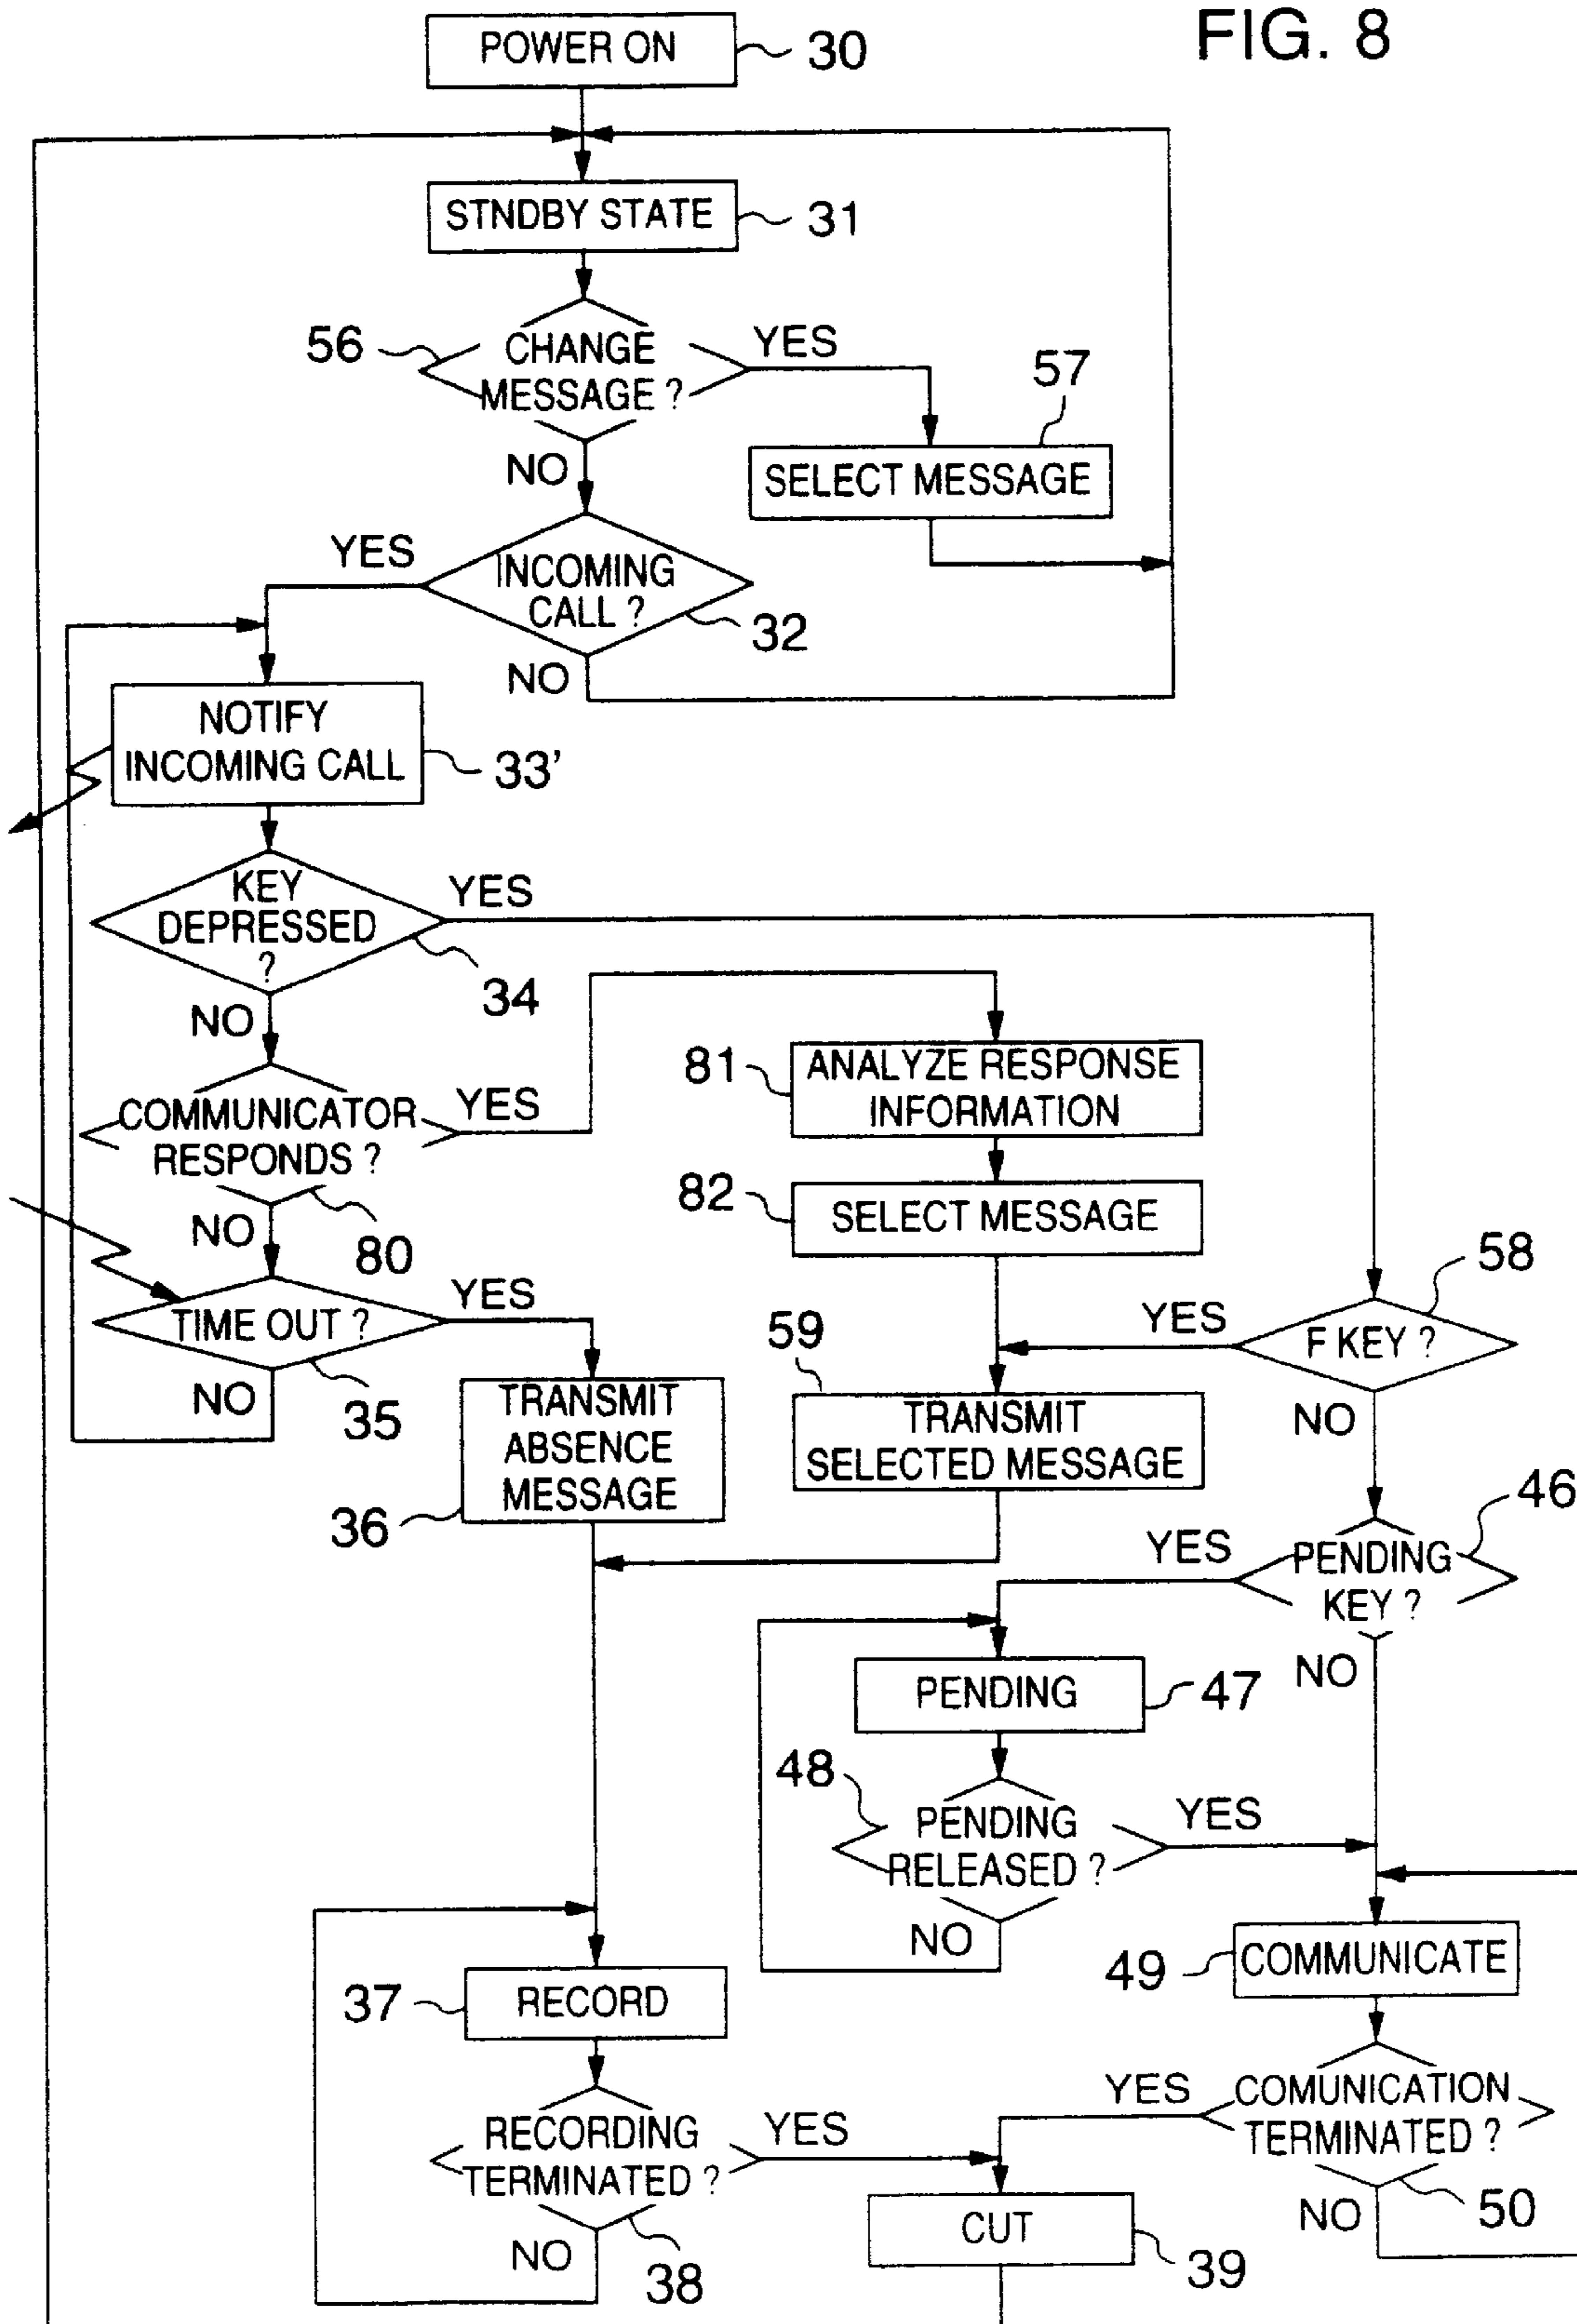 FIG. 8
POWER ON
30
STNDBY STATE
31
56
CHANGE
MESSAGE ?
YES
57
NO
SELECT MESSAGE
YES
INCOMING
CALL ?
32
NO
NOTIFY
INCOMING CALL
33'
KEY
DEPRESSED
?
YES
34
NO
81
ANALYZE RESPONSE
INFORMATION
COMMUNICATOR
RESPONDS ?
YES
82
SELECT MESSAGE
NO
80
58
TIME OUT ?
YES
59
YES
F KEY ?
NO
35
TRANSMIT
ABSENCE
MESSAGE
36
TRANSMIT
SELECTED MESSAGE
NO
46
YES
PENDING
KEY ?
PENDING
47
NO
48
PENDING
RELEASED ?
YES
NO
49
COMMUNICATE
37
RECORD
YES
COMUNICATION
TERMINATED ?
RECORDING
TERMINATED ?
YES
NO
50
CUT
NO
38
39